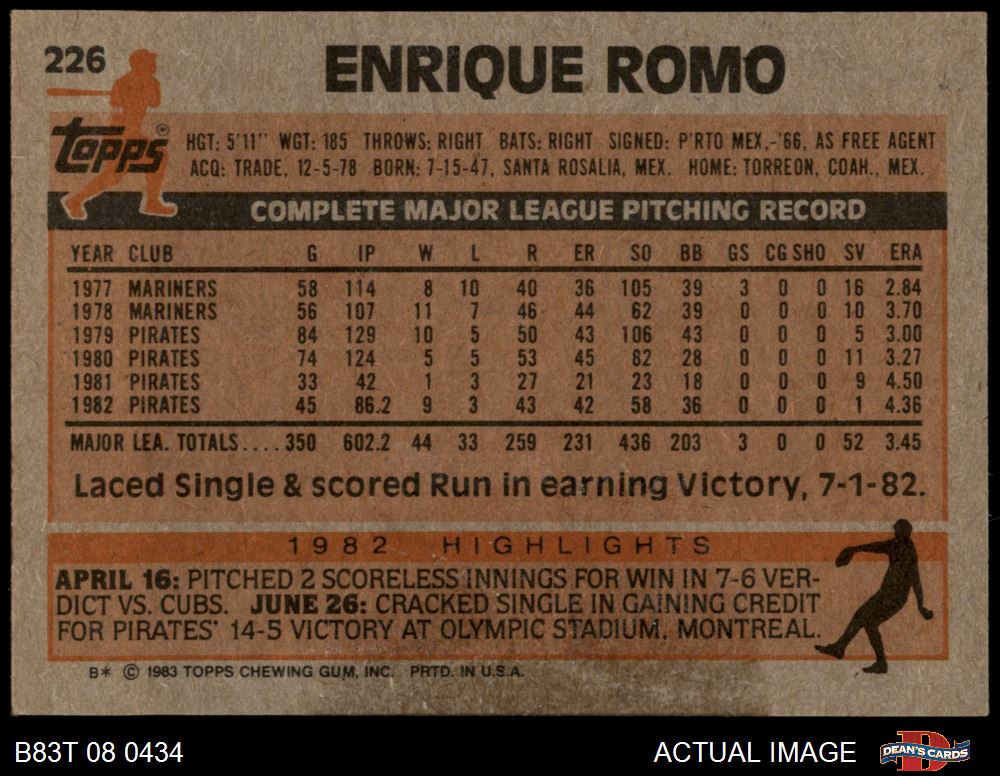 226
ENRIQUE ROMO
Topps®
HGT: 5'11" WGT: 185 THROWS: RIGHT BATS: RIGHT SIGNED: P'RTO MEX,-'66, AS FREE AGENT
ACQ: TRADE, 12-5-78 BORN: 7-15-47, SANTA ROSALIA, MEX. HOME: TORREON, COAH., MEX.
COMPLETE MAJOR LEAGUE PITCHING RECORD
YEAR CLUB G IP W L R ER SO BB GS CG SHO SV ERA
1977 MARINERS 58 114 8 10 40 36 105 39 3 0 0 16 2.84
1978 MARINERS 56 107 11 7 46 44 62 39 0 0 0 10 3.70
1979 PIRATES 84 129 10 5 50 43 106 43 0 0 0 5 3.00
1980 PIRATES 74 124 5 5 53 45 82 28 0 0 0 11 3.27
1981 PIRATES 33 42 1 3 27 21 23 18 0 0 0 9 4.50
1982 PIRATES 45 86.2 9 3 43 42 58 36 0 0 0 1 4.36
MAJOR LEA. TOTALS.... 350 602.2 44 33 259 231 436 203 3 0 0 52 3.45
Laced Single & scored Run in earning Victory, 7-1-82.
1982 HIGHLIGHTS
APRIL 16: PITCHED 2 SCORELESS INNINGS FOR WIN IN 7-6 VER-
DICT VS. CUBS. JUNE 26: CRACKED SINGLE IN GAINING CREDIT
FOR PIRATES' 14-5 VICTORY AT OLYMPIC STADIUM, MONTREAL.
B* © 1983 TOPPS CHEWING GUM, INC. PRTD. IN U.S.A.
B83T 08 0434
ACTUAL IMAGE
D
DEAN'S CARDS